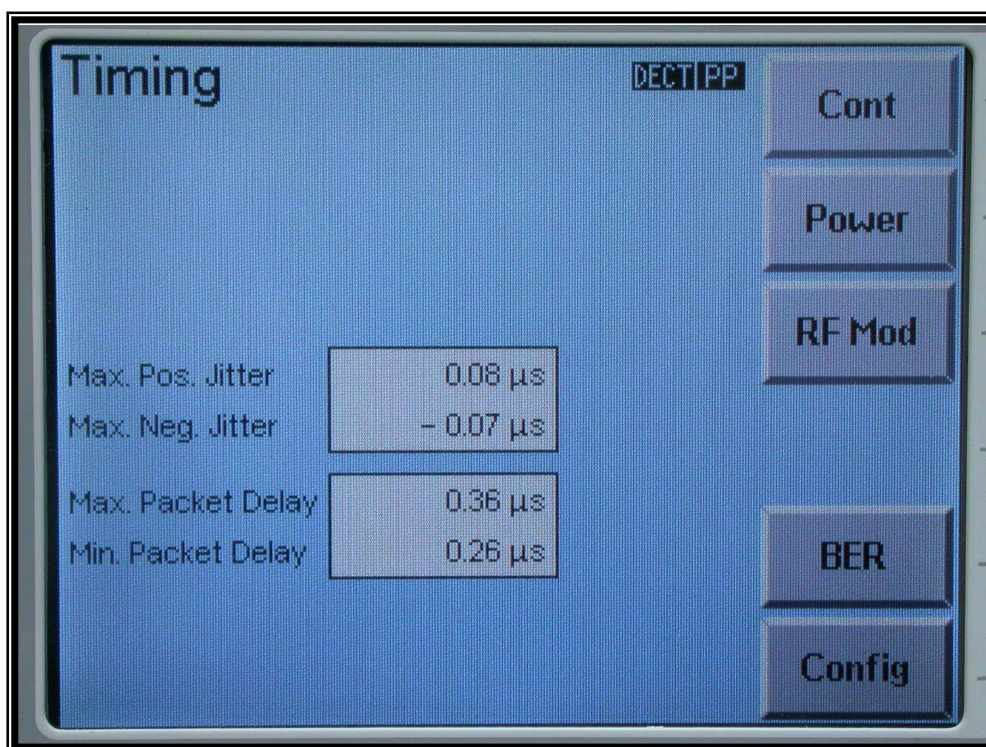 Timing
DECT PP
Cont
Power
RF Mod
Max. Pos. Jitter 0.08 µs
Max. Neg. Jitter - 0.07 µs
Max. Packet Delay 0.36 µs
Min. Packet Delay 0.26 µs
BER
Config